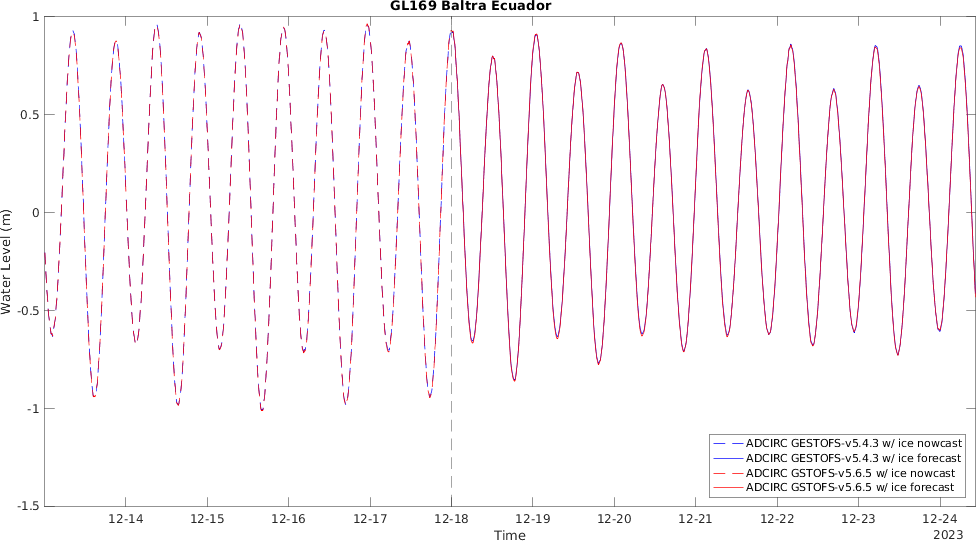 GL169 Baltra Ecuador
1
0.5
0
-0.5
-1
-1.5
Water Level (m)
ADCIRC GESTOFS-v5.4.3 w/ ice nowcast
ADCIRC GESTOFS-v5.4.3 w/ ice forecast
ADCIRC GSTOFS-v5.6.5 w/ ice nowcast
ADCIRC GSTOFS-v5.6.5 w/ ice forecast
12-14 12-15 12-16 12-17 12-18 12-19 12-20 12-21 12-22 12-23 12-24
Time
2023